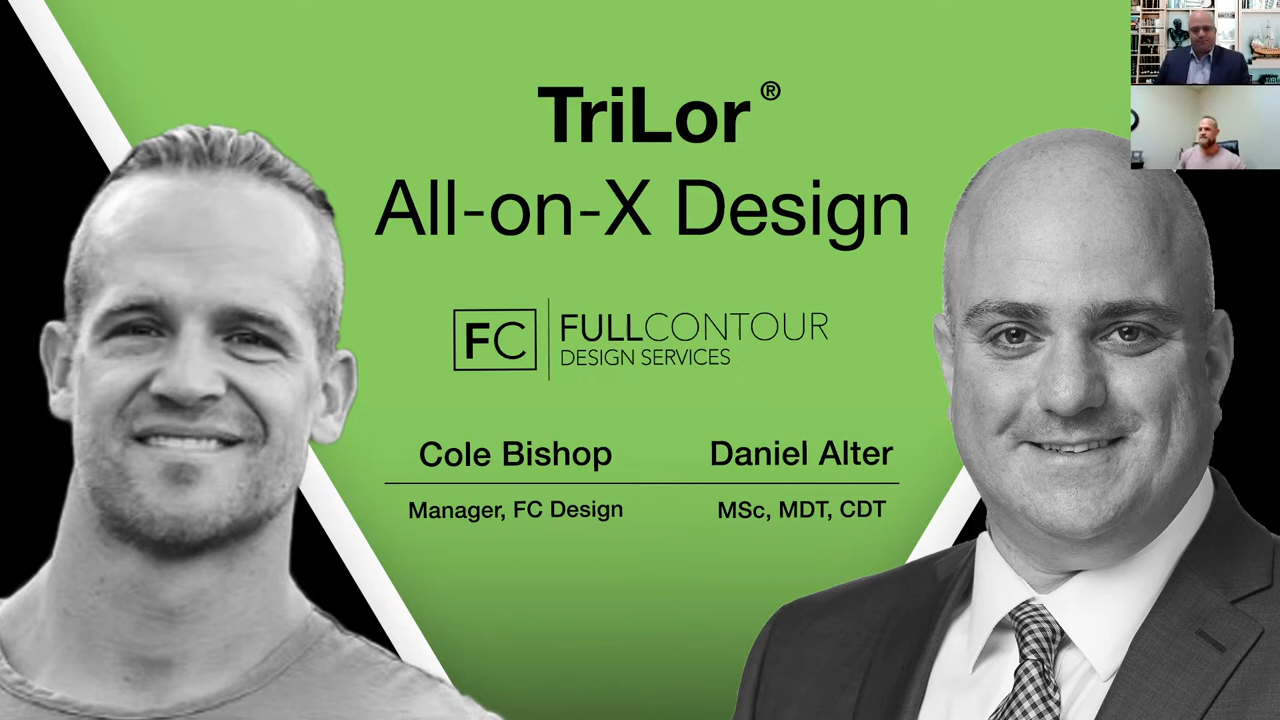 TriLor®
All-on-X Design
FC
FULLCONTOUR
DESIGN SERVICES
Cole Bishop
Manager, FC Design
Daniel Alter
MSc, MDT, CDT